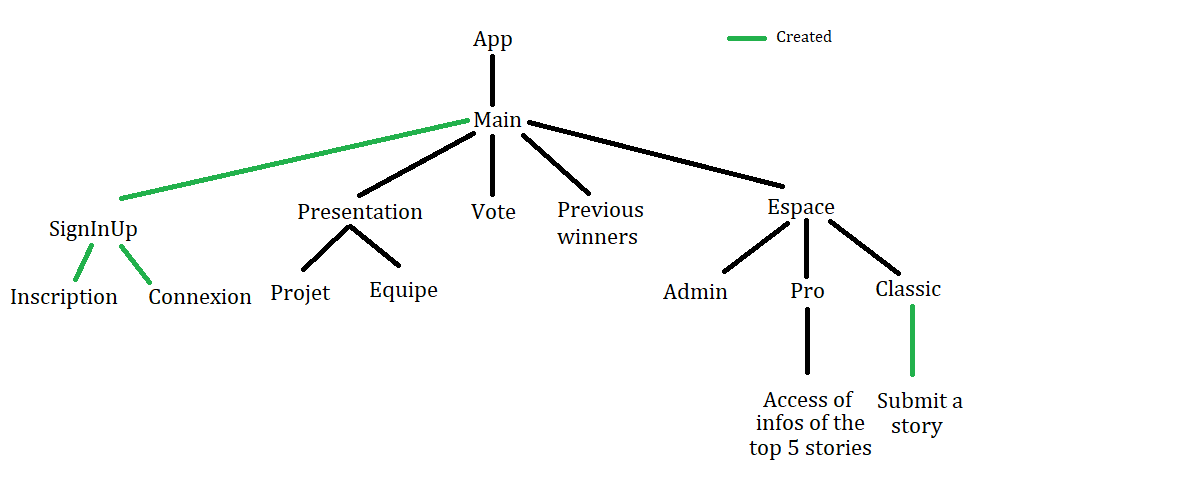 App
Created
Main
SignInUp
Presentation
Vote
Previous
winners
Espace
Inscription
Connexion
Projet
Equipe
Admin
Pro
Classic
Access of
infos of the
top 5 stories
Submit a
story